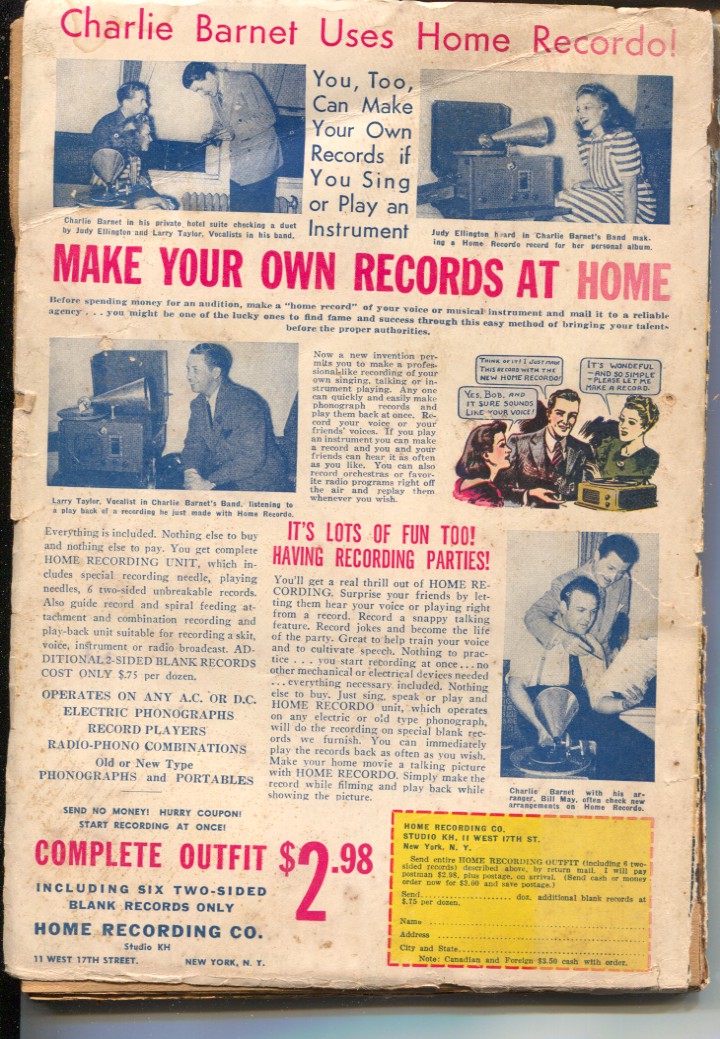 Charlie Barnet Uses Home Recordo!
You, Too,
Can Make
Your Own
Records if
You Sing
or Play an
Instrument
Charlie Barnet in his private hotel suite checking a duet
by Judy Ellington and Larry Taylor, Vocalists in his band.
Judy Ellington heard in Charlie Barnet's Band mak-
ing a Home Recordo record for her personal album.
MAKE YOUR OWN RECORDS AT HOME
Before spending money for an audition, make a "home record" of your voice or musical instrument and mail it to a reliable
agency . . . you might be one of the lucky ones to find fame and success through this easy method of bringing your talent
before the proper authorities.
Larry Taylor, Vocalist in Charlie Barnet's Band, listening to
a play back of a recording he just made with Home Recordo.
Now a new invention per-
mits you to make a profes-
sional-like recording of your
own singing, talking or in-
strument playing. Any one
can quickly and easily make
phonograph records and
play them back at once. Re-
cord your voice or your
friends' voices. If you play
an instrument you can make
a record and you and your
friends can hear it as often
as you like. You can also
record orchestras or favor-
ite radio programs right off
the air and replay them
whenever you wish.
THINK OF IT! I JUST MADE
THIS RECORD WITH THE
NEW HOME RECORDO!
YES, BOB, AND
IT SURE SOUNDS
LIKE YOUR VOICE!
IT'S WONDERFUL
—AND SO SIMPLE
—PLEASE LET ME
MAKE A RECORD.
Everything is included. Nothing else to buy
and nothing else to pay. You get complete
HOME RECORDING UNIT, which in-
cludes special recording needle, playing
needles, 6 two-sided unbreakable records.
Also guide record and spiral feeding at-
tachment and combination recording and
play-back unit suitable for recording a skit,
voice, instrument or radio broadcast. AD-
DITIONAL 2-SIDED BLANK RECORDS
COST ONLY $.75 per dozen.
OPERATES ON ANY A.C. OR D.C.
ELECTRIC PHONOGRAPHS
RECORD PLAYERS
RADIO-PHONO COMBINATIONS
Old or New Type
PHONOGRAPHS and PORTABLES
IT'S LOTS OF FUN TOO!
HAVING RECORDING PARTIES!
You'll get a real thrill out of HOME RE-
CORDING. Surprise your friends by let-
ting them hear your voice or playing right
from a record. Record a snappy talking
feature. Record jokes and become the life
of the party. Great to help train your voice
and to cultivate speech. Nothing to prac-
tice . . . you start recording at once...no
other mechanical or electrical devices needed
...everything necessary included. Nothing
else to buy. Just sing, speak or play and
HOME RECORDO unit, which operates
on any electric or old type phonograph,
will do the recording on special blank rec-
ords we furnish. You can immediately
play the records back as often as you wish.
Make your home movie a talking picture
with HOME RECORDO. Simply make the
record while filming and play back while
showing the picture.
Charlie Barnet with his ar-
ranger, Bill May, often check new
arrangements on Home Recordo.
SEND NO MONEY! HURRY COUPON!
START RECORDING AT ONCE!
COMPLETE OUTFIT $2.98
INCLUDING SIX TWO-SIDED
BLANK RECORDS ONLY
HOME RECORDING CO.
Studio KH
11 WEST 17TH STREET. NEW YORK, N. T.
HOME RECORDING CO.
STUDIO KH, 11 WEST 17TH ST.
New York, N. Y.
Send entire HOME RECORDING OUTFIT (including 6 two-
sided records) described above, by return mail. I will pay
postman $2.98, plus postage, on arrival. (Send cash or money
order now for $3.00 and save postage.)
Send.............................. doz. additional blank records at
$.75 per dozen.
Name
Address
City and State
Note: Canadian and Foreign $3.50 cash with order.